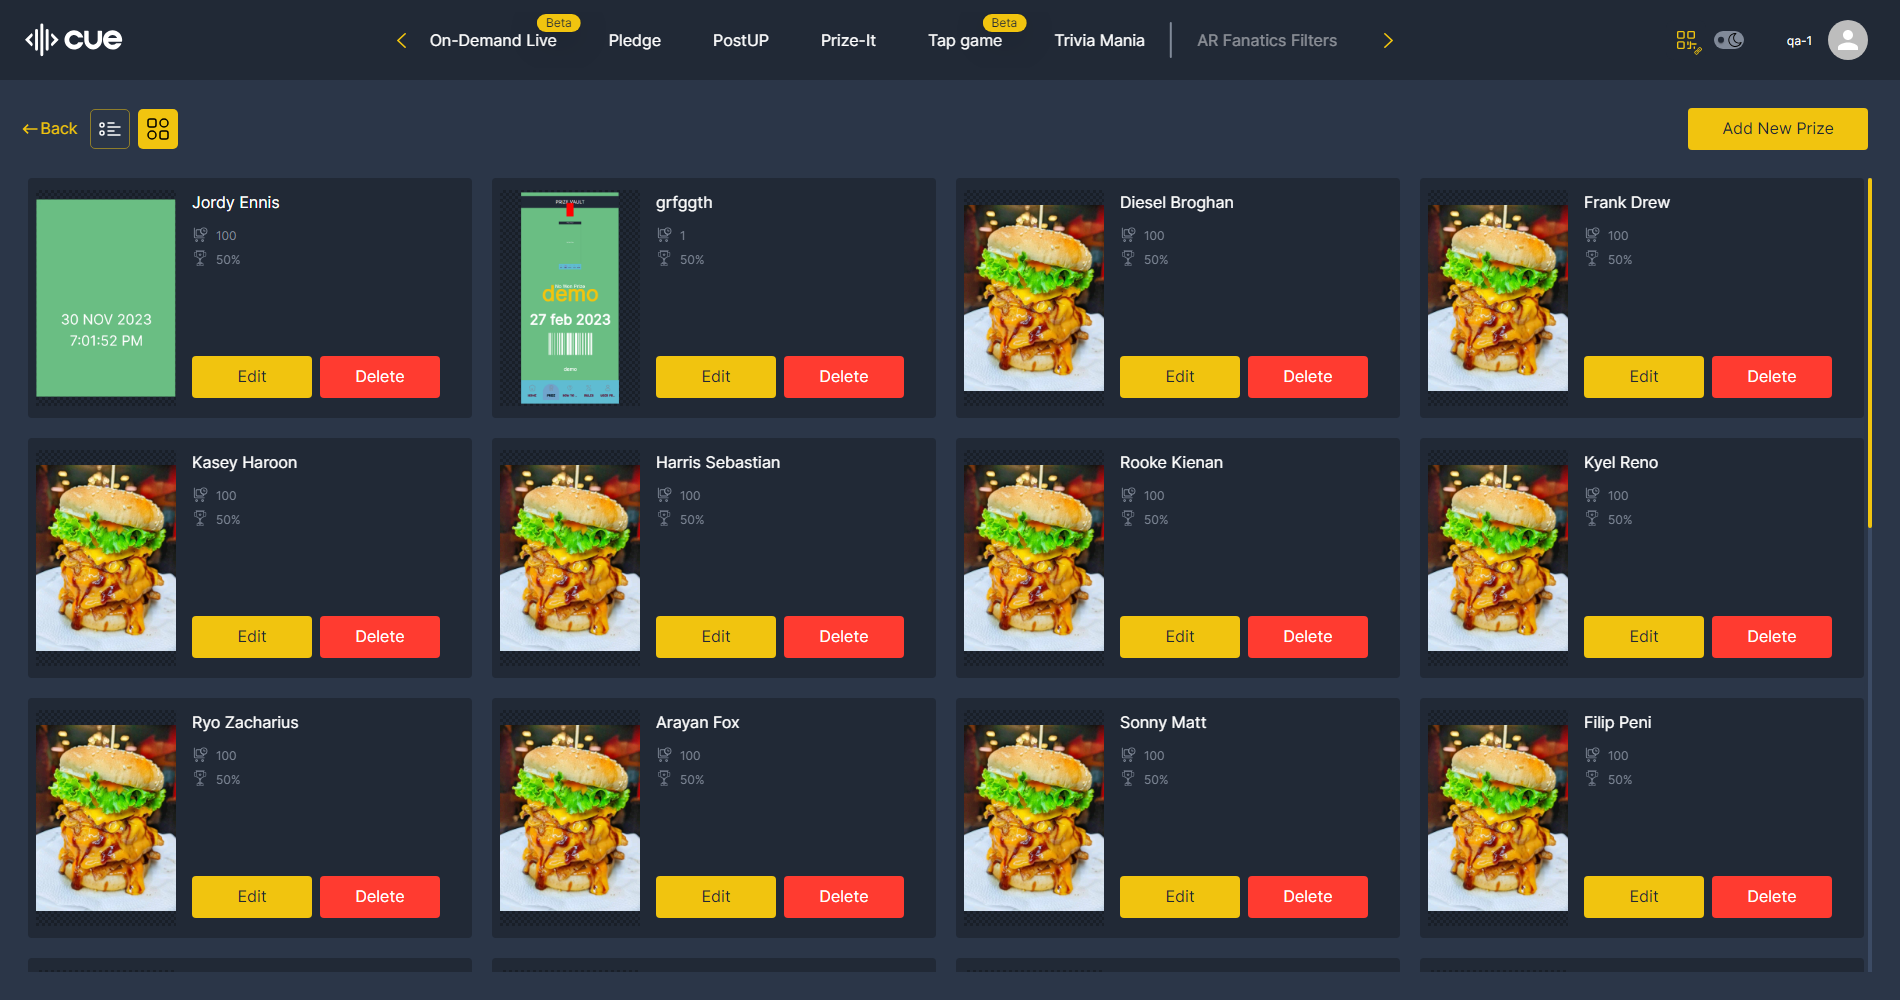 cue
On-Demand Live
Beta
Pledge
PostUP
Prize-It
Tap game
Beta
Trivia Mania
AR Fanatics Filters
qa-1
Back
Add New Prize
30 NOV 2023
7:01:52 PM
Jordy Ennis
100
50%
Edit
Delete
PRIZE VAULT
demo
27 feb 2023
demo
grfggth
1
50%
Edit
Delete
Diesel Broghan
100
50%
Edit
Delete
Frank Drew
100
50%
Edit
Delete
Kasey Haroon
100
50%
Edit
Delete
Harris Sebastian
100
50%
Edit
Delete
Rooke Kienan
100
50%
Edit
Delete
Kyel Reno
100
50%
Edit
Delete
Ryo Zacharius
100
50%
Edit
Delete
Arayan Fox
100
50%
Edit
Delete
Sonny Matt
100
50%
Edit
Delete
Filip Peni
100
50%
Edit
Delete